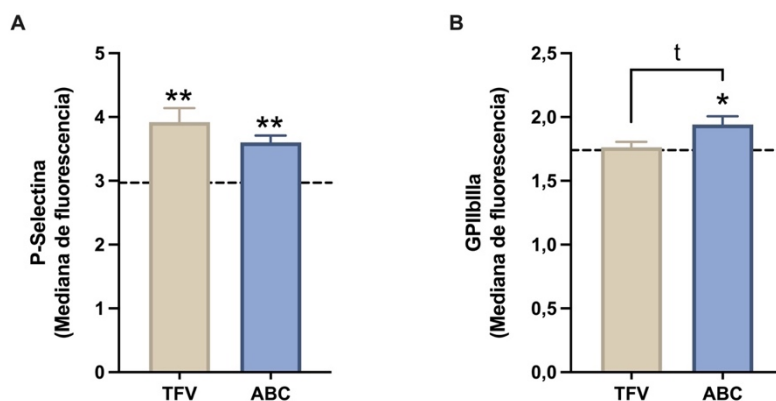 A
P-Selectina
(Mediana de fluorescencia)
5
4
3
2
1
0
**
**
TFV
ABC
B
GPIIbIIIa
(Mediana de fluorescencia)
2,5
2,0
1,5
1,0
0,5
0,0
t
*
TFV
ABC